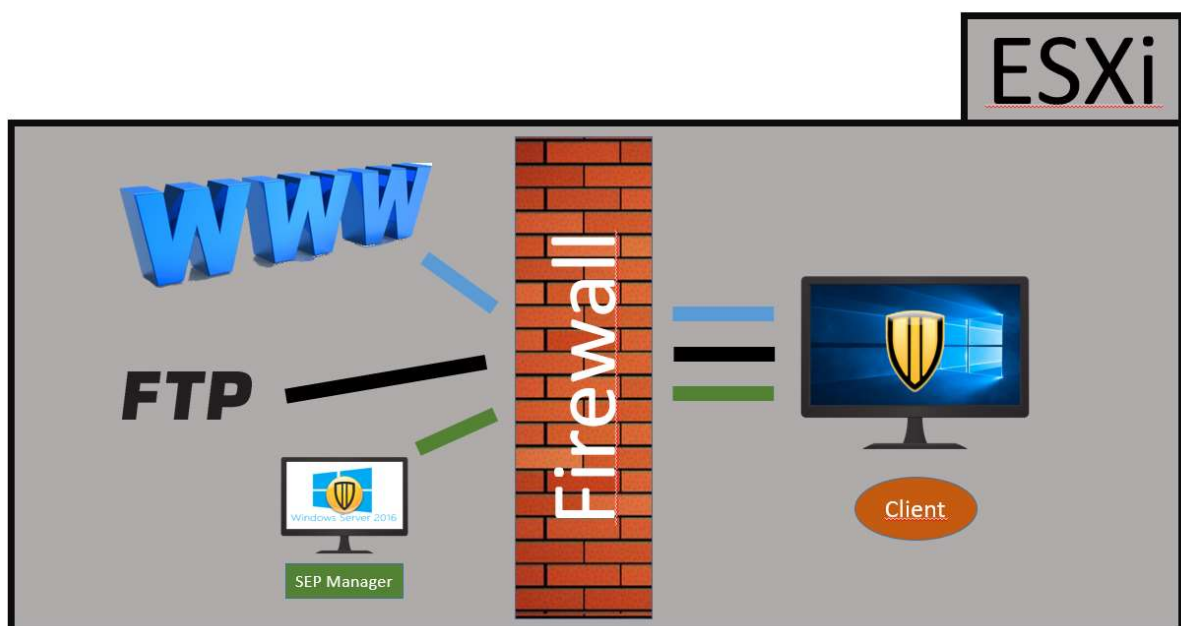 ESXi
WWW
Firewall
FTP
Windows Server 2016
SEP Manager
Client